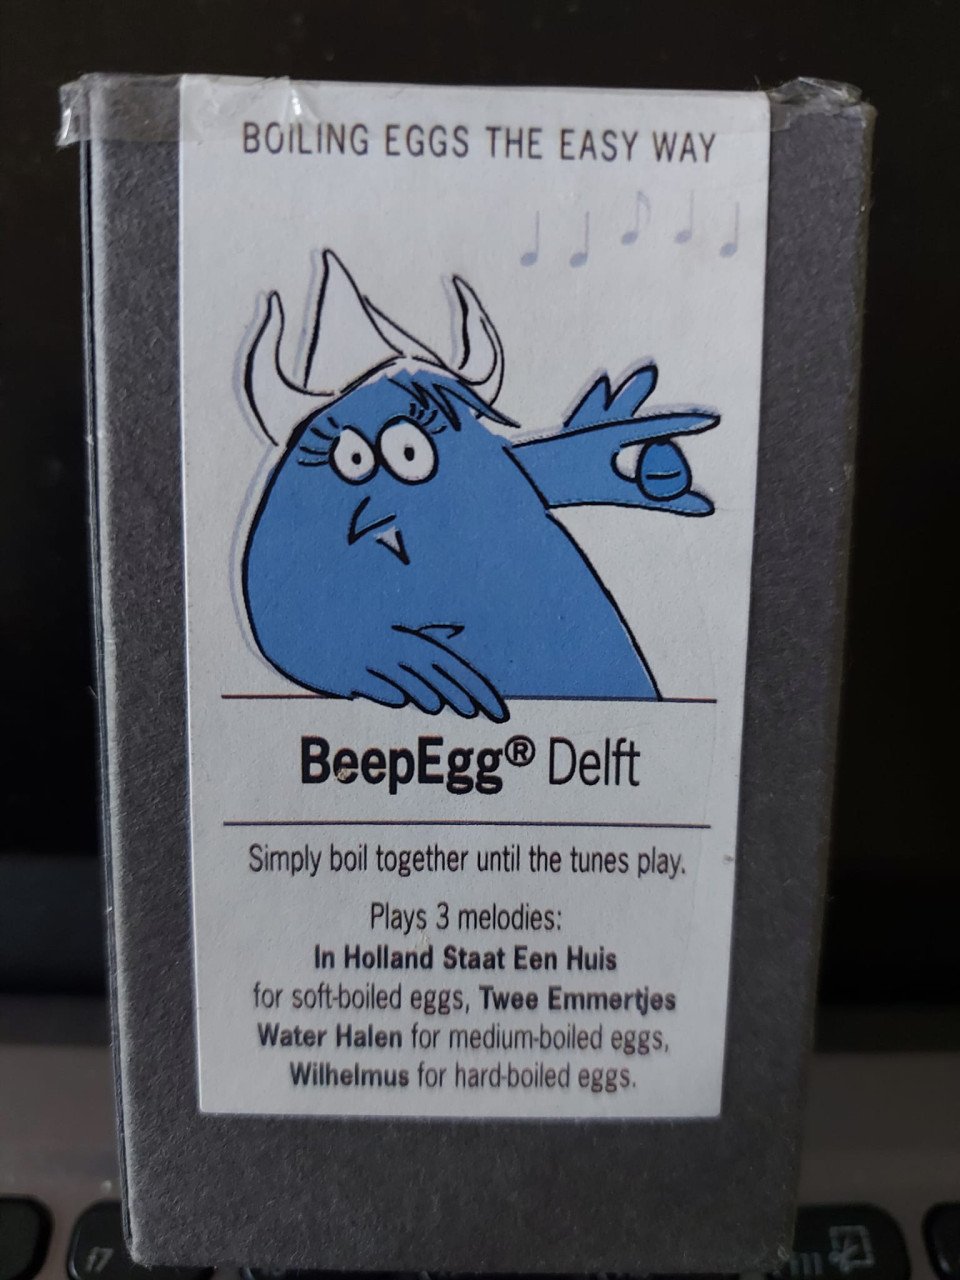 BOILING EGGS THE EASY WAY
BeepEgg® Delft
Simply boil together until the tunes play.
Plays 3 melodies:
In Holland Staat Een Huis
for soft-boiled eggs, Twee Emmertjes
Water Halen for medium-boiled eggs,
Wilhelmus for hard-boiled eggs.
f7